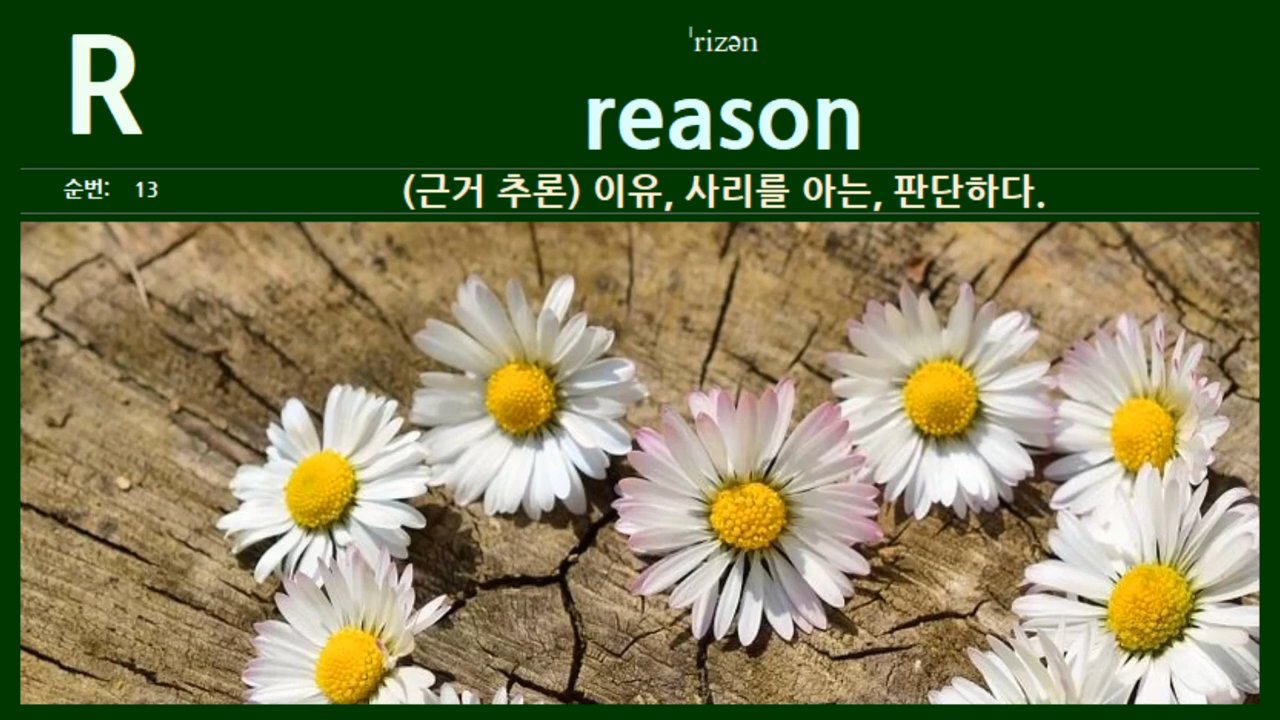 R
ˈrizən
reason
순번: 13
(근거 추론) 이유, 사리를 아는, 판단하다.